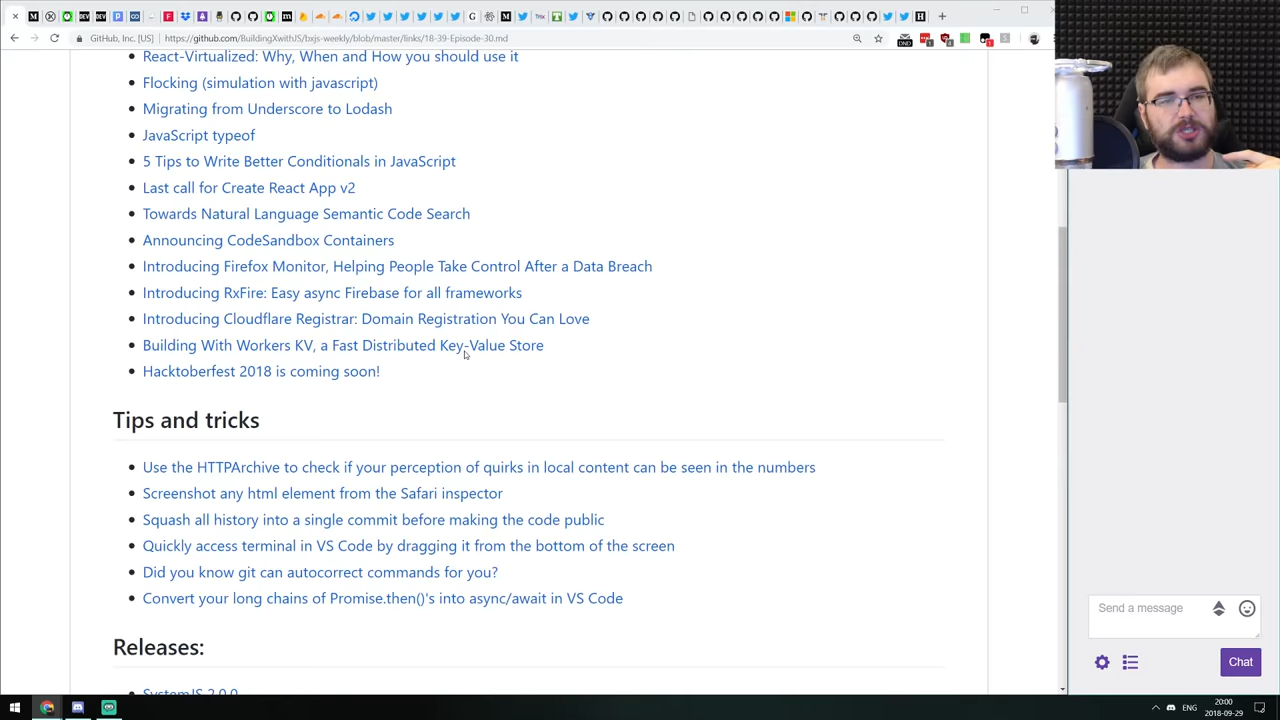 GitHub, Inc. [US]
https://github.com/BuildingXwithJS/bxjs-weekly/blob/master/links/18-39-Episode-30.md
React-Virtualized: Why, When and How you should use it
Flocking (simulation with javascript)
Migrating from Underscore to Lodash
JavaScript typeof
5 Tips to Write Better Conditionals in JavaScript
Last call for Create React App v2
Towards Natural Language Semantic Code Search
Announcing CodeSandbox Containers
Introducing Firefox Monitor, Helping People Take Control After a Data Breach
Introducing RxFire: Easy async Firebase for all frameworks
Introducing Cloudflare Registrar: Domain Registration You Can Love
Building With Workers KV, a Fast Distributed Key-Value Store
Hacktoberfest 2018 is coming soon!
Tips and tricks
Use the HTTPArchive to check if your perception of quirks in local content can be seen in the numbers
Screenshot any html element from the Safari inspector
Squash all history into a single commit before making the code public
Quickly access terminal in VS Code by dragging it from the bottom of the screen
Did you know git can autocorrect commands for you?
Convert your long chains of Promise.then()'s into async/await in VS Code
Releases:
SystemJS 2.0.0
Send a message
Chat
ENG
20:00
2018-09-29